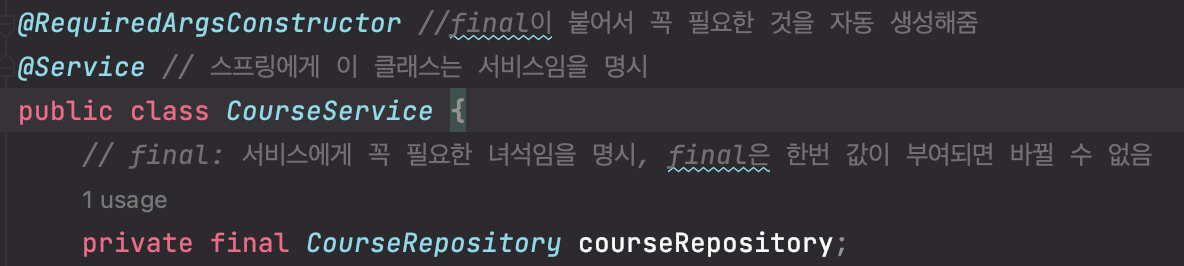 @RequiredArgsConstructor //final이 붙어서 꼭 필요한 것을 자동 생성해줌
@Service // 스프링에게 이 클래스는 서비스임을 명시
public class CourseService {
// final: 서비스에게 꼭 필요한 녀석임을 명시, final은 한번 값이 부여되면 바뀔 수 없음
1 usage
private final CourseRepository courseRepository;